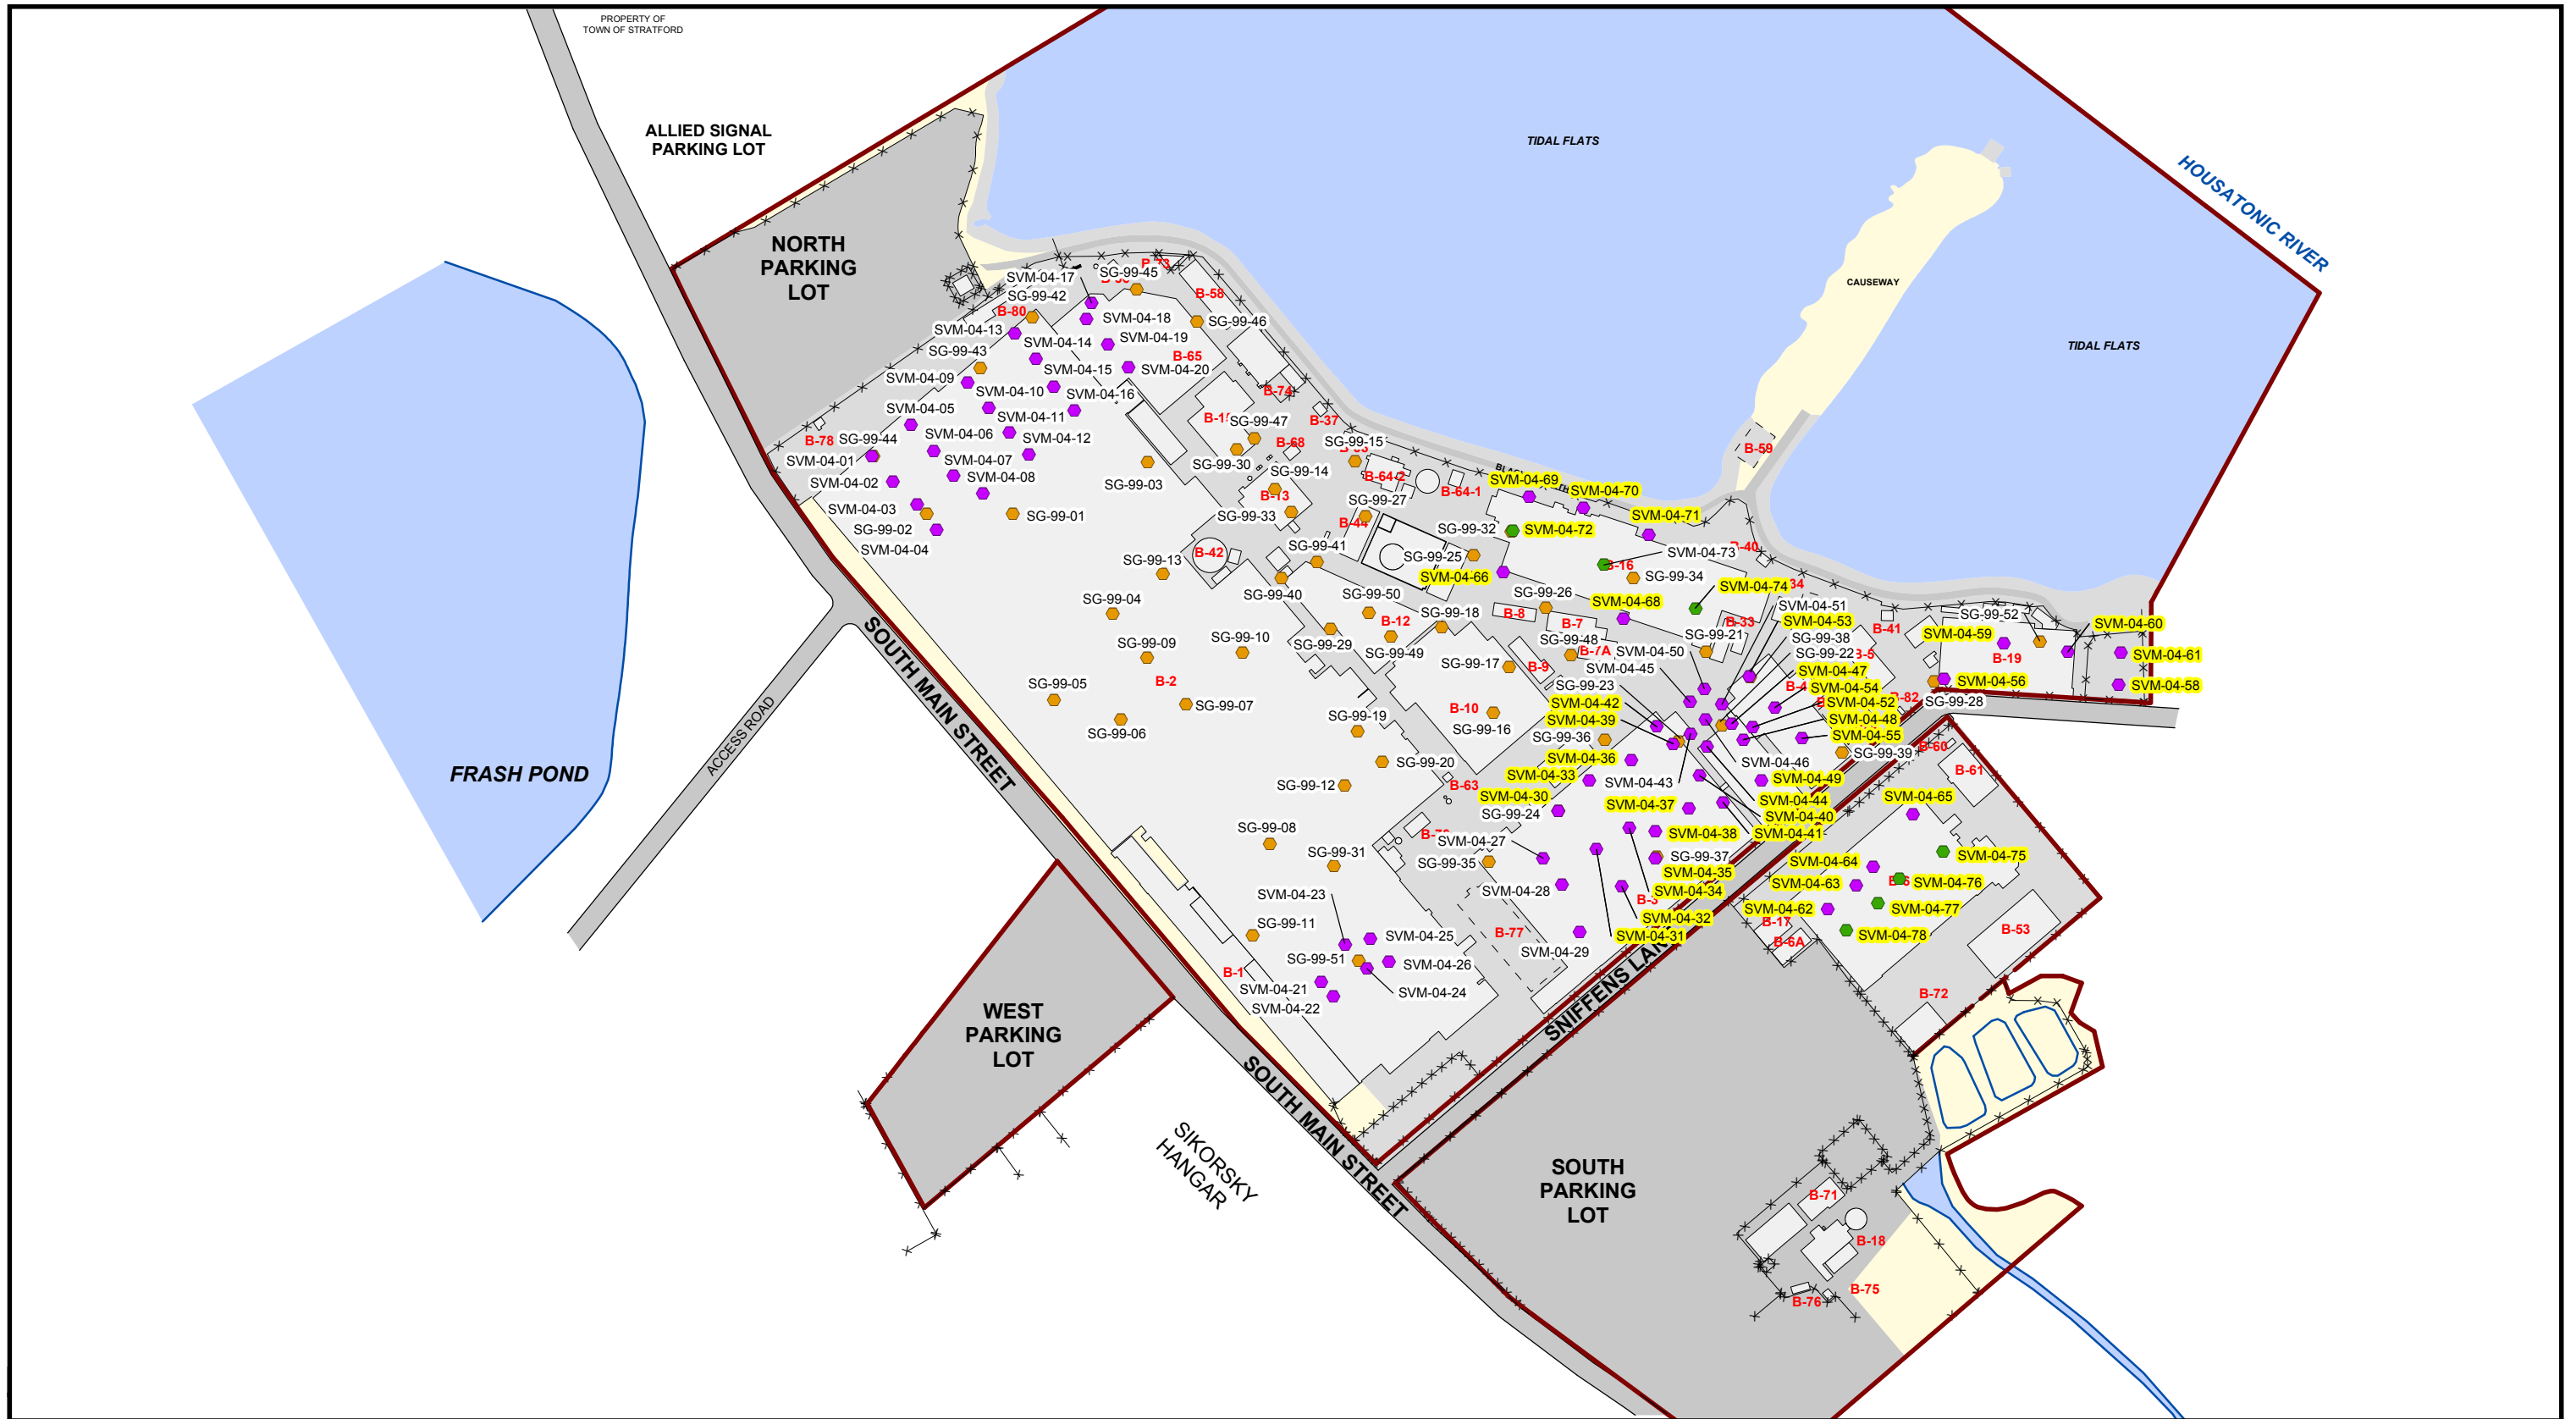 PROPERTY OF
TOWN OF STRATFORD
ALLIED SIGNAL
PARKING LOT
TIDAL FLATS
HOUSATONIC RIVER
NORTH
PARKING
LOT
CAUSEWAY
TIDAL FLATS
SVM-04-17
SG-99-45
SG-99-42
B-58
B-80
SVM-04-18
SG-99-46
SVM-04-13
SVM-04-14
SVM-04-19
SG-99-43
B-65
SVM-04-15
SVM-04-20
SVM-04-09
SVM-04-10
SVM-04-16
B-74
SVM-04-05
SVM-04-11
SG-99-47
B-37
B-78
SG-99-44
SVM-04-06
SVM-04-12
B-68
SG-99-15
B-59
SVM-04-01
SVM-04-07
SG-99-30
SG-99-14
SVM-04-02
SVM-04-08
SG-99-03
B-64-2
B-64-1
SVM-04-69
SVM-04-70
B-13
SG-99-27
SVM-04-03
SG-99-01
SG-99-33
B-44
SVM-04-71
SG-99-02
SG-99-32
SVM-04-72
SVM-04-04
SG-99-41
B-42
SG-99-25
SVM-04-73
B-40
SG-99-13
B-16
SVM-04-66
SG-99-34
SVM-04-74
SG-99-40
SG-99-50
SG-99-26
SVM-04-68
SG-99-04
SG-99-18
B-8
B-7
B-33
SVM-04-51
B-12
SVM-04-53
SG-99-52
SVM-04-60
SG-99-09
SG-99-10
SG-99-29
SG-99-49
SG-99-48
SG-99-21
SG-99-38
B-41
SVM-04-59
B-7A
SVM-04-50
SG-99-22
B-5
B-19
SVM-04-61
SG-99-17
B-9
SVM-04-45
SVM-04-47
B-2
SG-99-05
SG-99-23
SVM-04-54
SVM-04-56
SVM-04-58
SG-99-07
SVM-04-42
SVM-04-52
B-82
SG-99-28
B-10
SVM-04-39
SVM-04-48
SG-99-06
SG-99-19
SG-99-16
SG-99-36
SVM-04-55
SG-99-39
B-60
SG-99-20
SVM-04-36
SVM-04-46
B-61
SG-99-12
B-63
SVM-04-33
SVM-04-43
SVM-04-49
SVM-04-30
SVM-04-37
SVM-04-44
SVM-04-65
SG-99-24
SVM-04-40
SG-99-08
SVM-04-38
SVM-04-41
SVM-04-27
SG-99-31
SG-99-35
SG-99-37
SVM-04-64
SVM-04-75
SVM-04-35
SVM-04-28
SVM-04-34
SVM-04-63
SVM-04-76
SVM-04-23
SVM-04-32
SVM-04-62
SVM-04-77
SG-99-11
SVM-04-31
B-17
SVM-04-25
B-77
B-6A
SVM-04-78
B-53
SVM-04-29
SG-99-51
SVM-04-26
B-1
SVM-04-21
SVM-04-24
B-72
SVM-04-22
FRASH POND
ACCESS ROAD
SOUTH MAIN STREET
SNIFFENS LANE
WEST
PARKING
LOT
SOUTH MAIN STREET
SIKORSKY
HANGAR
SOUTH
PARKING
LOT
B-71
B-18
B-75
B-76